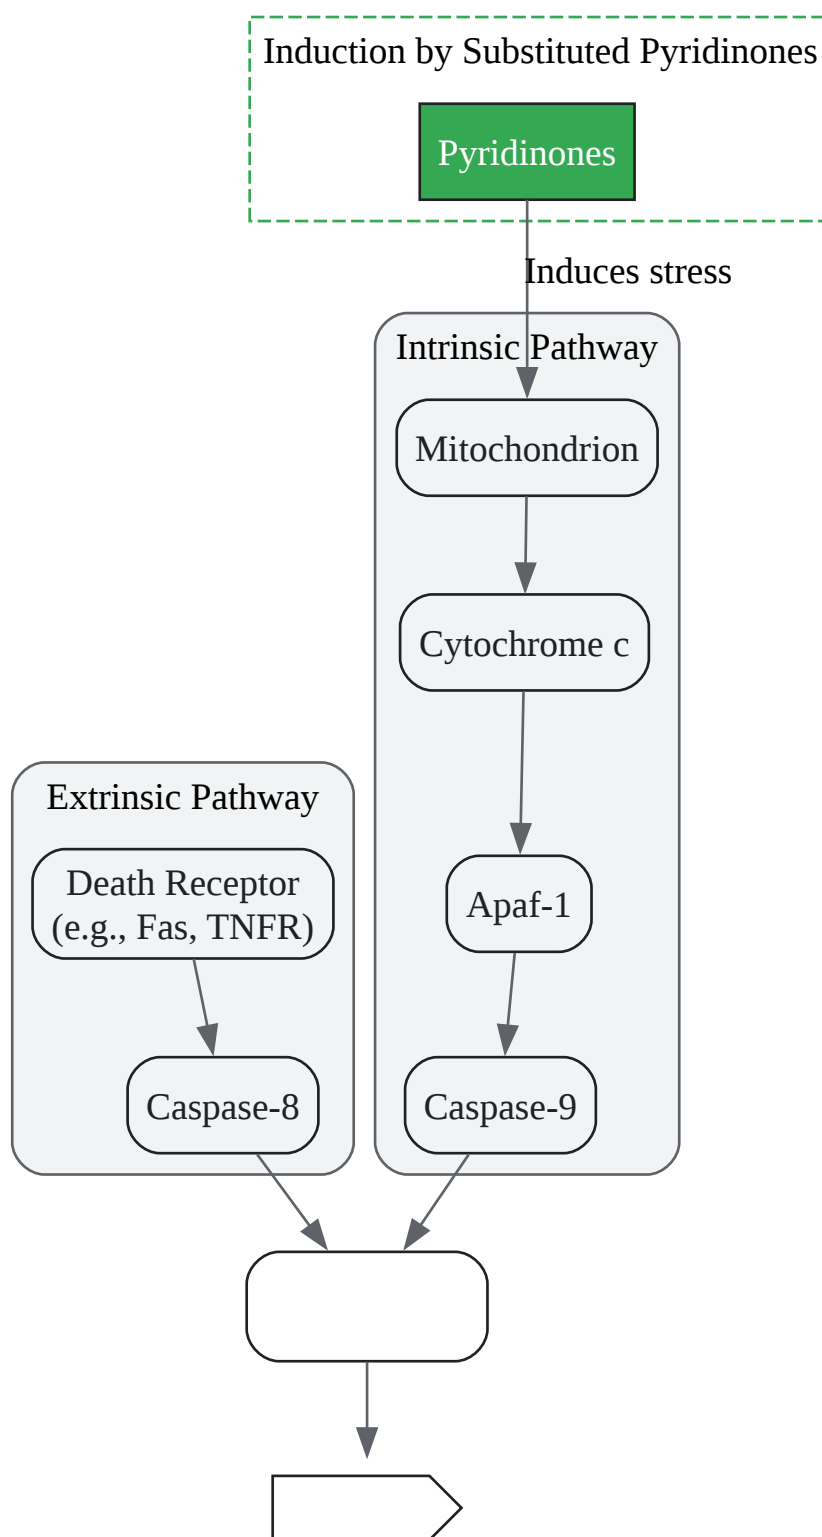 Induction by Substituted Pyridinones
Pyridinones
Induces stress
Intrinsic Pathway
Mitochondrion
Cytochrome c
Extrinsic Pathway
Death Receptor
(e.g., Fas, TNFR)
Apaf-1
Caspase-8
Caspase-9